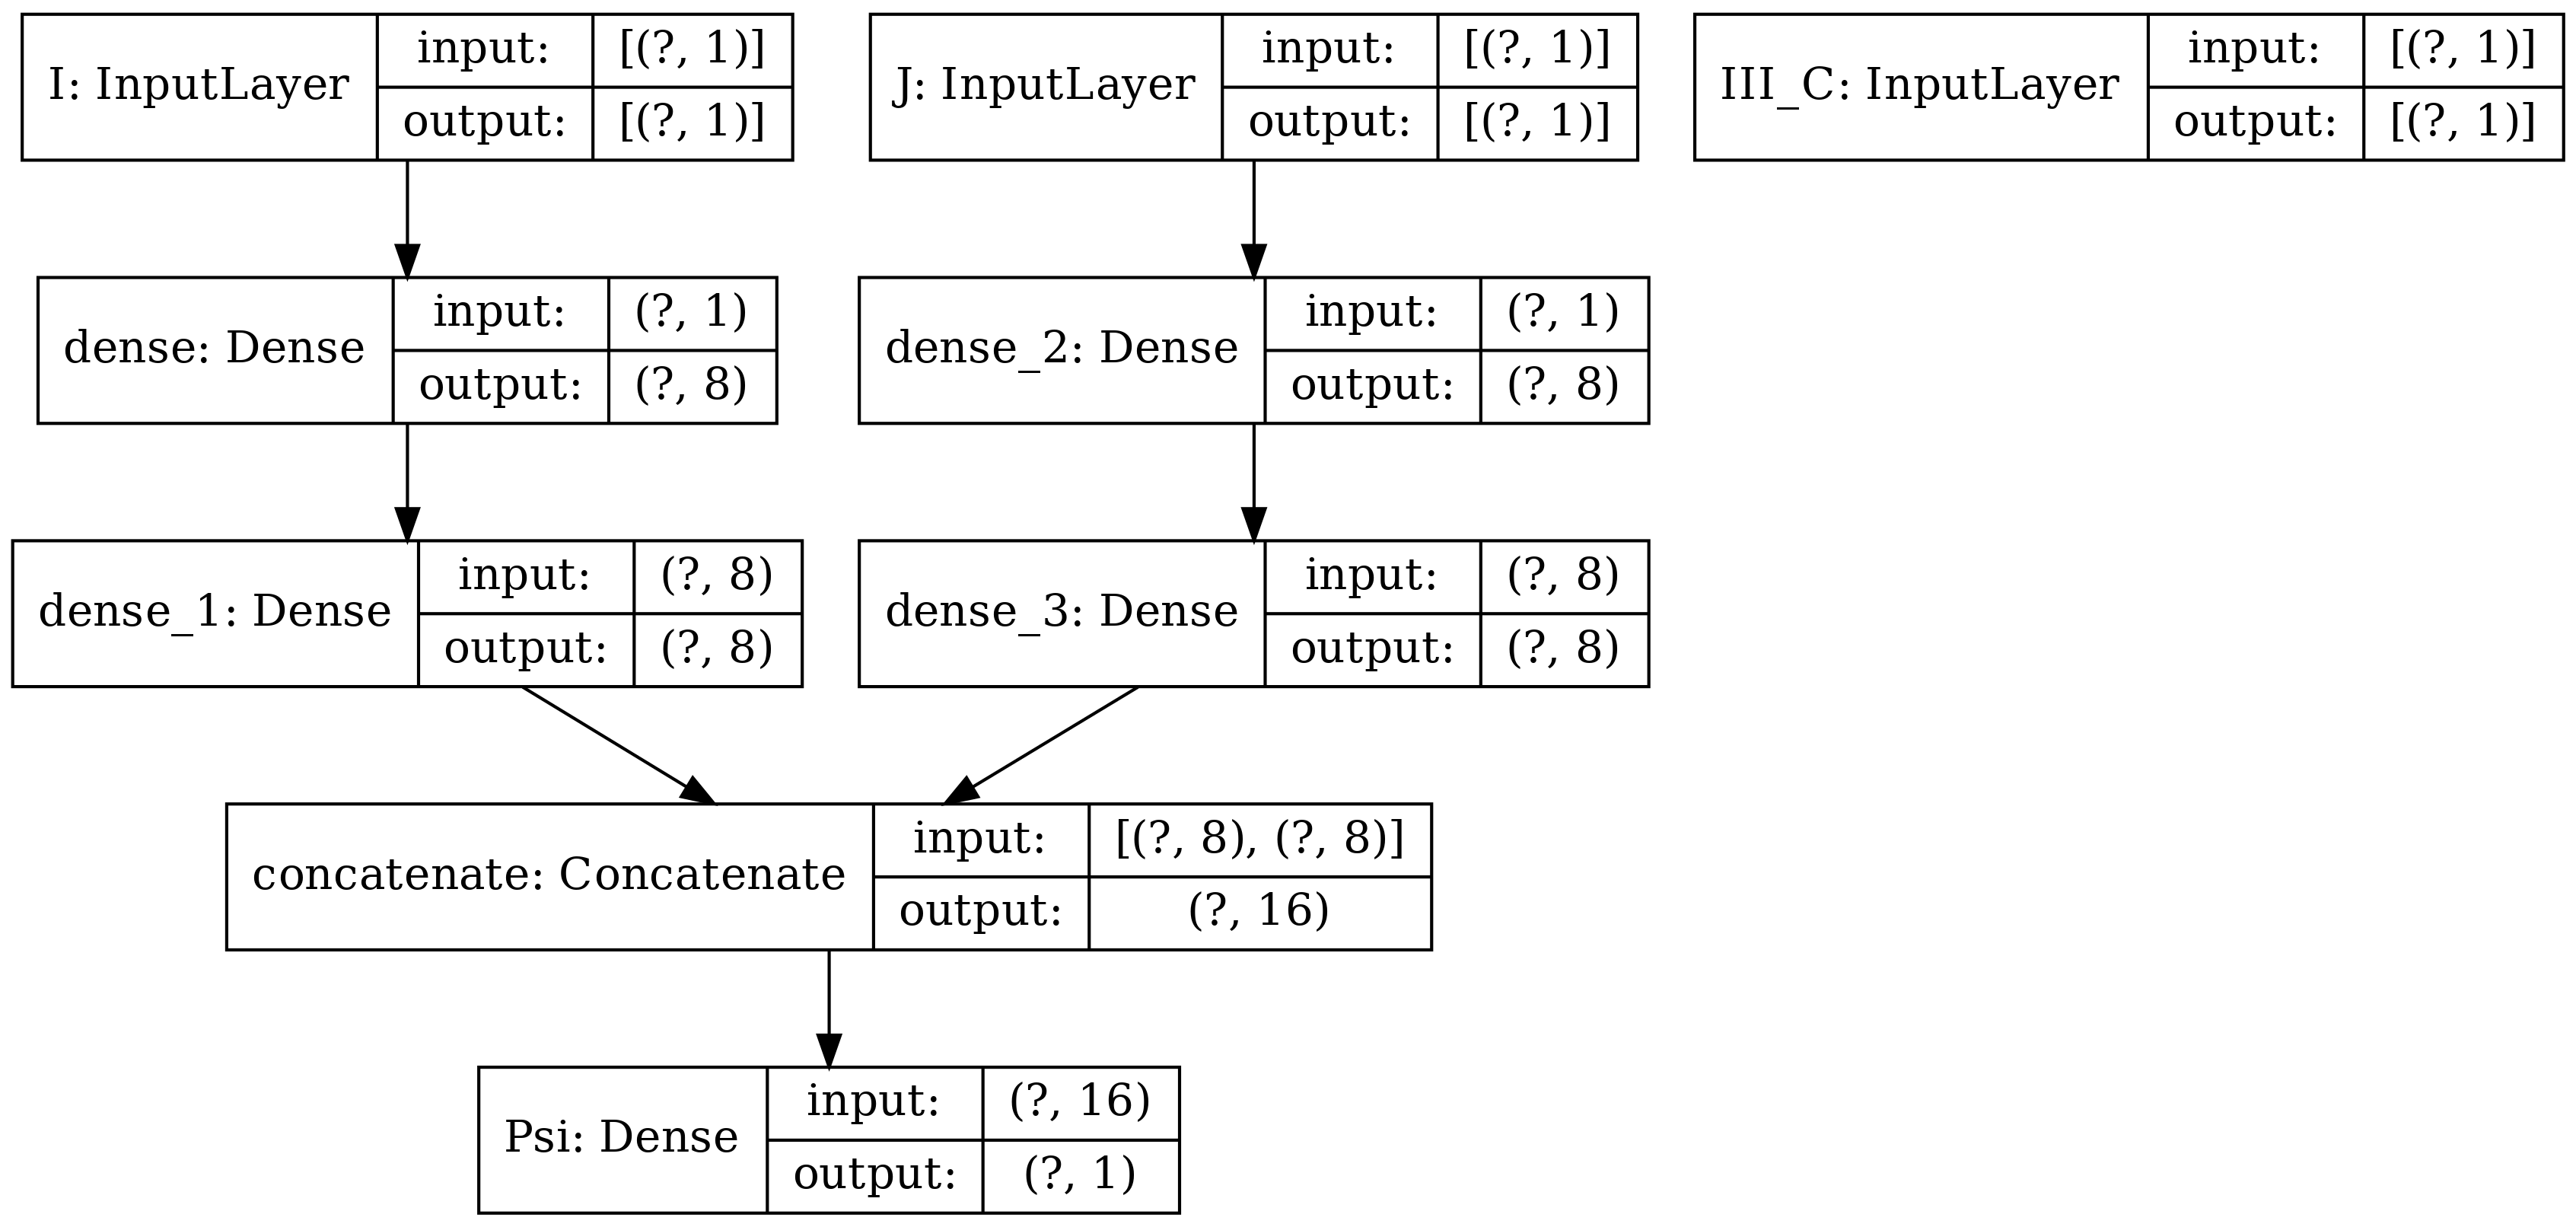 I: InputLayer
input:
[(?, 1)]
output:
[(?, 1)]
J: InputLayer
input:
[(?, 1)]
output:
[(?, 1)]
III_C: InputLayer
input:
[(?, 1)]
output:
[(?, 1)]
dense: Dense
input:
(?, 1)
output:
(?, 8)
dense_2: Dense
input:
(?, 1)
output:
(?, 8)
dense_1: Dense
input:
(?, 8)
output:
(?, 8)
dense_3: Dense
input:
(?, 8)
output:
(?, 8)
concatenate: Concatenate
input:
[(?, 8), (?, 8)]
output:
(?, 16)
Psi: Dense
input:
(?, 16)
output:
(?, 1)